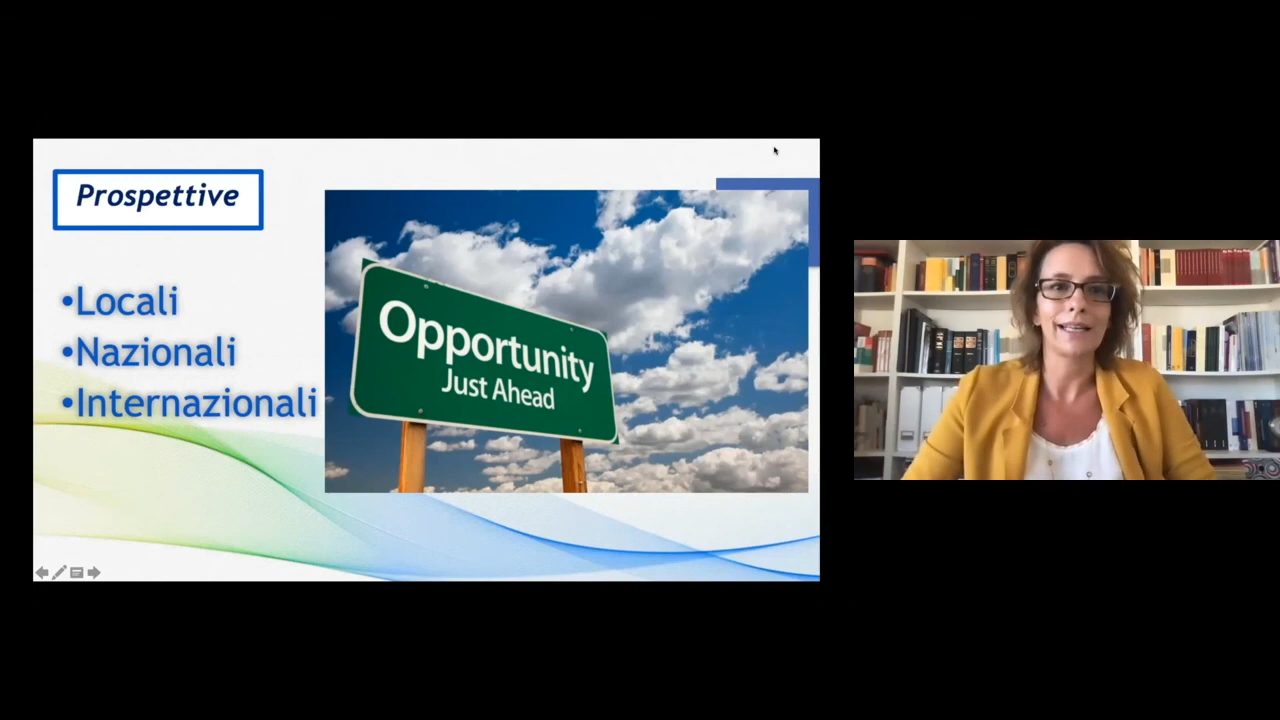 Prospettive
•Locali
•Nazionali
•Internazionali
Opportunity
Just Ahead